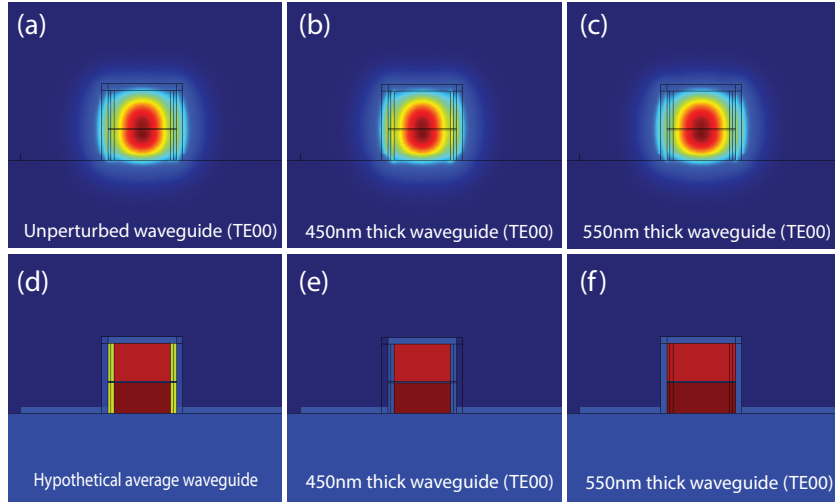 (a)
Unperturbed waveguide (TE00)
(b)
450nm thick waveguide (TE00)
(c)
550nm thick waveguide (TE00)
(d)
Hypothetical average waveguide
(e)
450nm thick waveguide (TE00)
(f)
550nm thick waveguide (TE00)